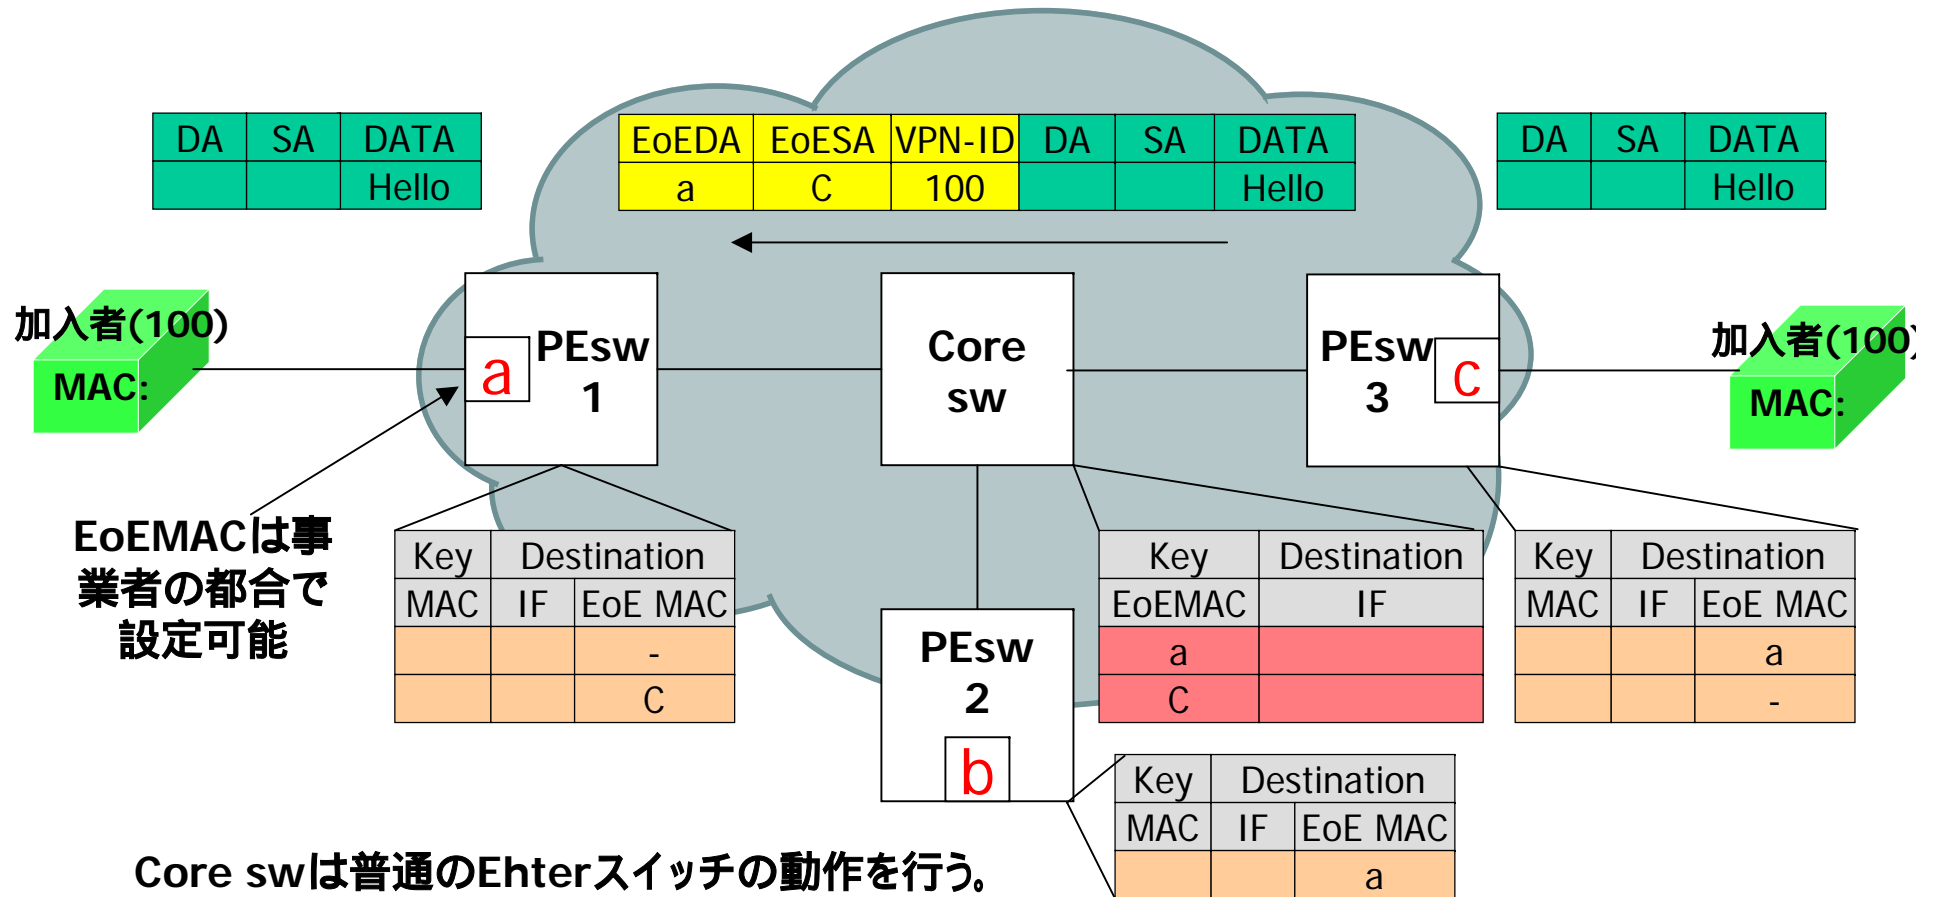 DA SA DATA
Hello
EoEDA EoESA VPN-ID DA SA DATA
a C 100 Hello
DA SA DATA
Hello
加入者(100)
MAC:
a
PEsw
1
Core
sw
PEsw
3
C
加入者(100)
MAC:
EoEMACは事
業者の都合で
設定可能
Key Destination
MAC IF EoE MAC
-
C
PEsw
2
b
Key Destination
EoEMAC IF
a
C
Key Destination
MAC IF EoE MAC
a
-
Key Destination
MAC IF EoE MAC
a
Core swは普通のEhterスイッチの動作を行う。